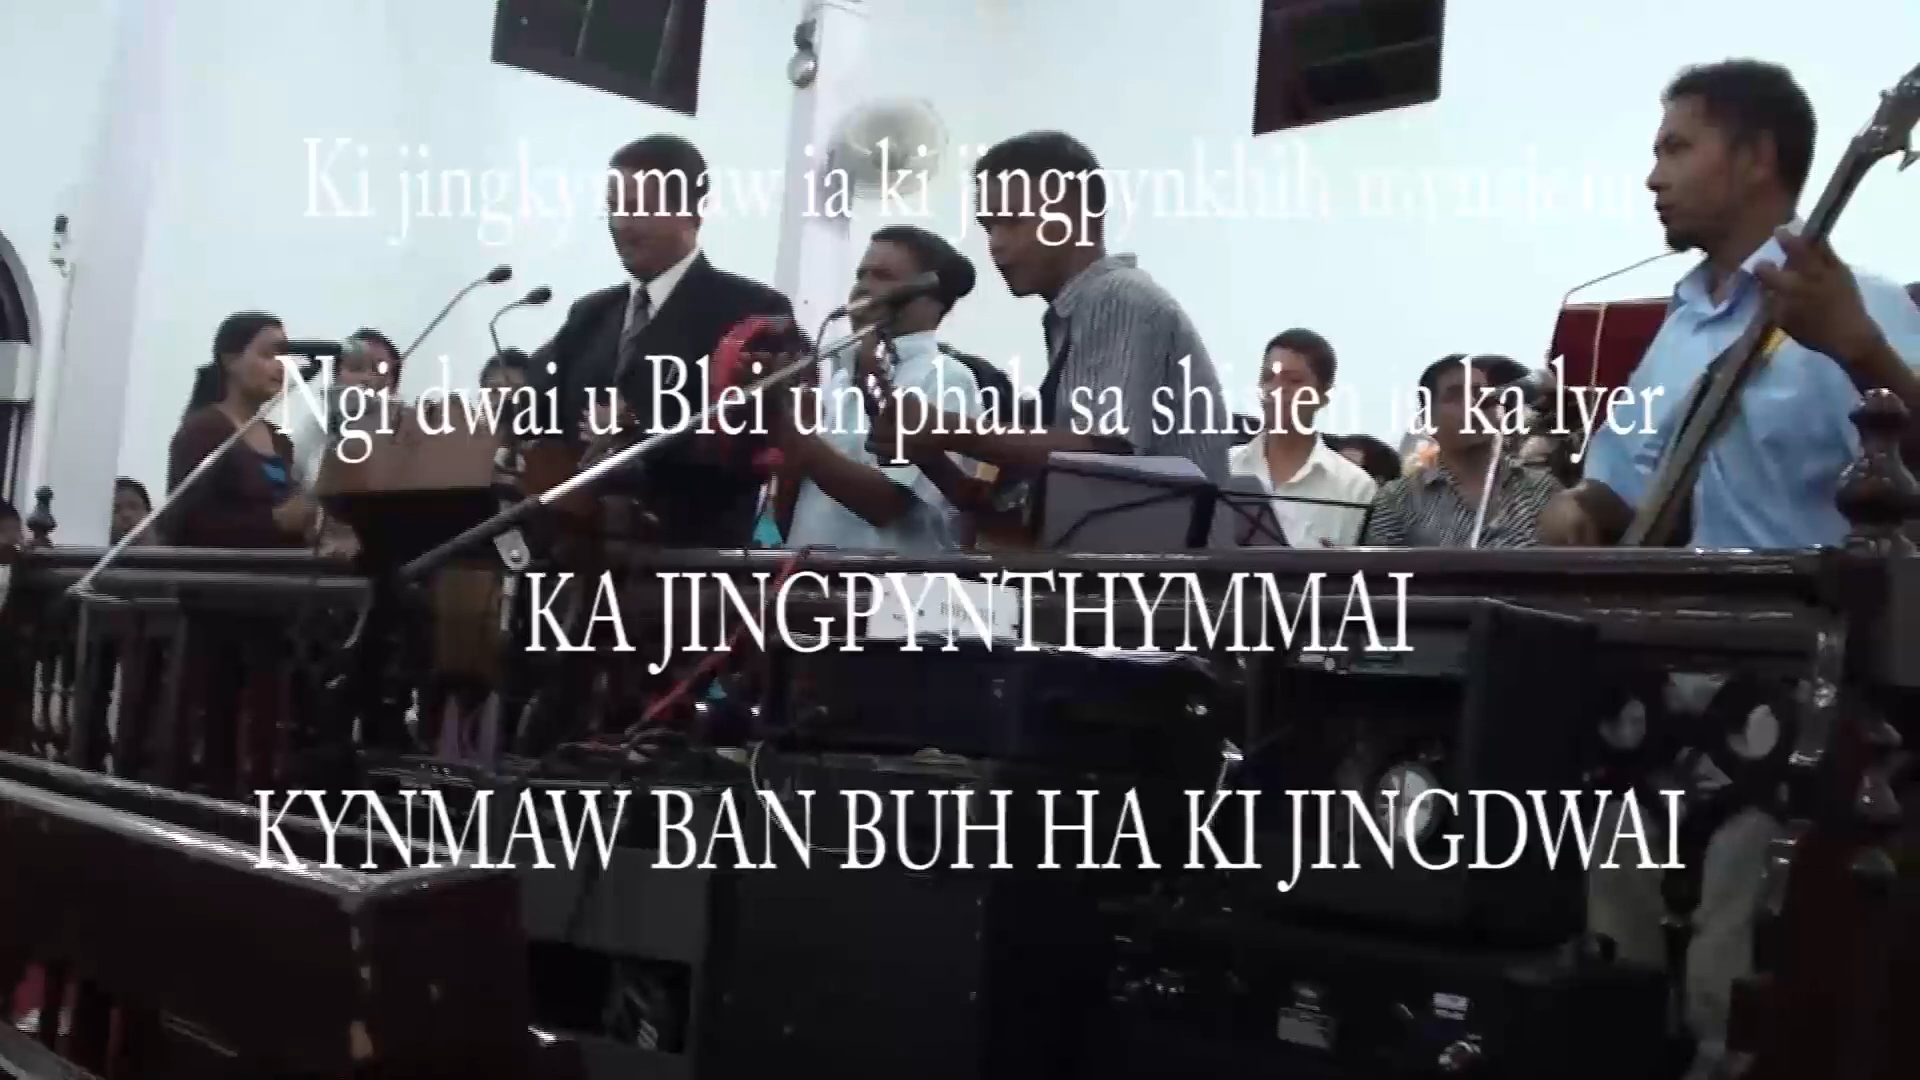 Ki jingkynmaw ia ki jingpynkhih u mynsiem
Ngi dwai u Blei un phah sa shisien ia ka lyer
KA JINGPYNTHYMMAI
KYNMAW BAN BUH HA KI JINGDWAI